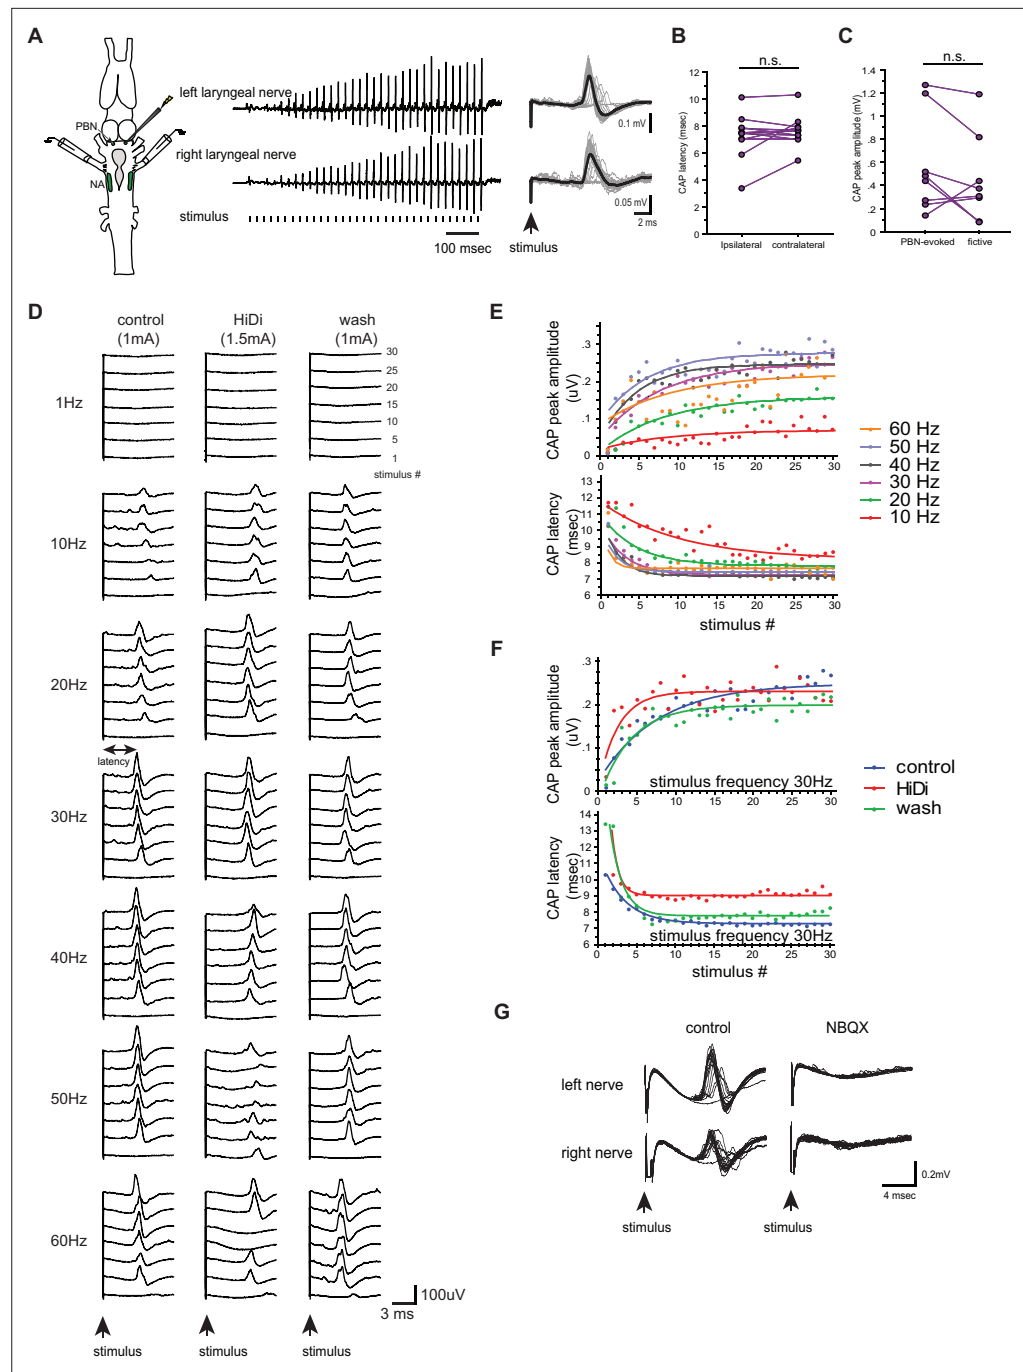 A
PBN
NA
left laryngeal nerve
right laryngeal nerve
stimulus
100 msec
0.1 mV
0.05 mV
2 ms
stimulus
B
n.s.
CAP latency (msec)
12
11
10
9
8
7
6
5
4
3
2
1
0
Ipsilateral contralateral
C
n.s.
CAP peak amplitude (mV)
1.4
1.2
1
.8
.6
.4
.2
0
PBN-evoked fictive
D
control
(1mA)
HiDi
(1.5mA)
wash
(1mA)
30
25
20
15
10
5
1
stimulus #
1Hz
10Hz
20Hz
latency
30Hz
40Hz
50Hz
60Hz
100uV
3 ms
stimulus stimulus stimulus
E
CAP peak amplitude
(uV)
.3
.2
.1
0
0 5 10 15 20 25 30
CAP latency
(msec)
13
12
11
10
9
8
7
6
0 5 10 15 20 25 30
stimulus #
60 Hz
50 Hz
40 Hz
30 Hz
20 Hz
10 Hz
F
CAP peak amplitude
(uV)
.3
.2
.1
0
stimulus frequency 30Hz
0 5 10 15 20 25 30
CAP latency
(msec)
14
13
12
11
10
9
8
7
6
stimulus frequency 30Hz
0 5 10 15 20 25 30
stimulus #
control
HiDi
wash
G
control NBQX
left nerve
right nerve
0.2mV
4 msec
stimulus stimulus